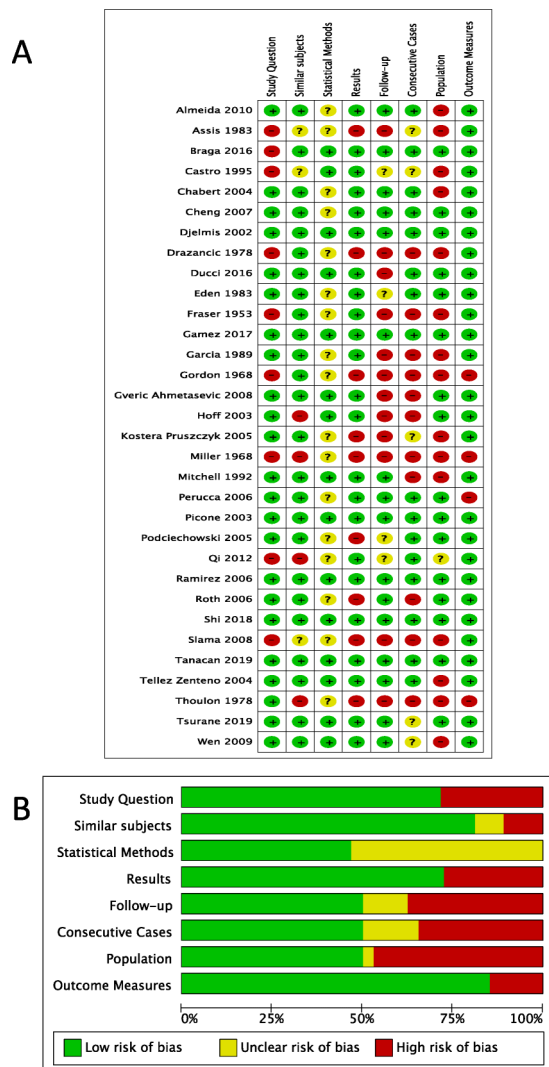 A
Study Question
Similar subjects
Statistical Methods
Results
Follow-up
Consecutive Cases
Population
Outcome Measures
Almeida 2010 + + ? + + + - +
Assis 1983 - ? ? - - ? - +
Braga 2016 - + + + + + + +
Castro 1995 - ? + + ? ? - +
Chabert 2004 + + ? + + + - +
Cheng 2007 + + ? + + + + +
Djelmis 2002 + + + + + + + +
Drazancic 1978 - + ? - - - - +
Ducci 2016 + + + + - + + +
Eden 1983 + + ? + ? + + +
Fraser 1953 - + ? + - - - +
Gamez 2017 + + + + + + + +
Garcia 1989 + + ? + - - - +
Gordon 1968 - + ? - - - - -
Gveric Ahmetasevic 2008 + + + + - - + +
Hoff 2003 + - + + - - + +
Kostera Pruszczyk 2005 + + ? - - ? - +
Miller 1968 - - ? - - - - -
Mitchell 1992 + + + + + - - +
Perucca 2006 + + ? + + + + -
Picone 2003 + + + + + + + +
Podciechowski 2005 + + ? - ? + + +
Qi 2012 - - ? + ? + ? +
Ramirez 2006 + + + + + + + +
Roth 2006 + + ? - + - + +
Shi 2018 + + + + + + + +
Slama 2008 - ? ? - - - - +
Tanacan 2019 + + + + + + + +
Tellez Zenteno 2004 + + + + + + - +
Thoulon 1978 + - ? - - - - -
Tsurane 2019 + + + + + ? + +
Wen 2009 + + + + + ? - +
B
Study Question
Similar subjects
Statistical Methods
Results
Follow-up
Consecutive Cases
Population
Outcome Measures
0% 25% 50% 75% 100%
Low risk of bias Unclear risk of bias High risk of bias